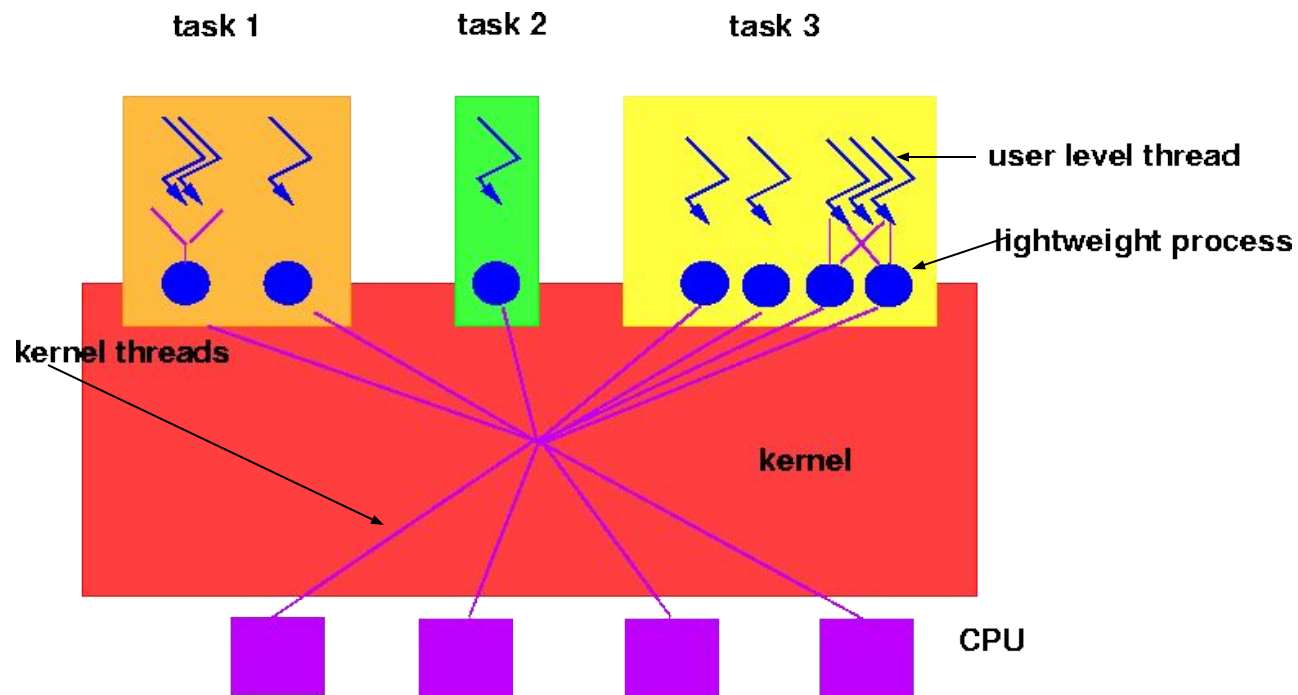 task 1
task 2
task 3
user level thread
lightweight process
kernel threads
kernel
CPU